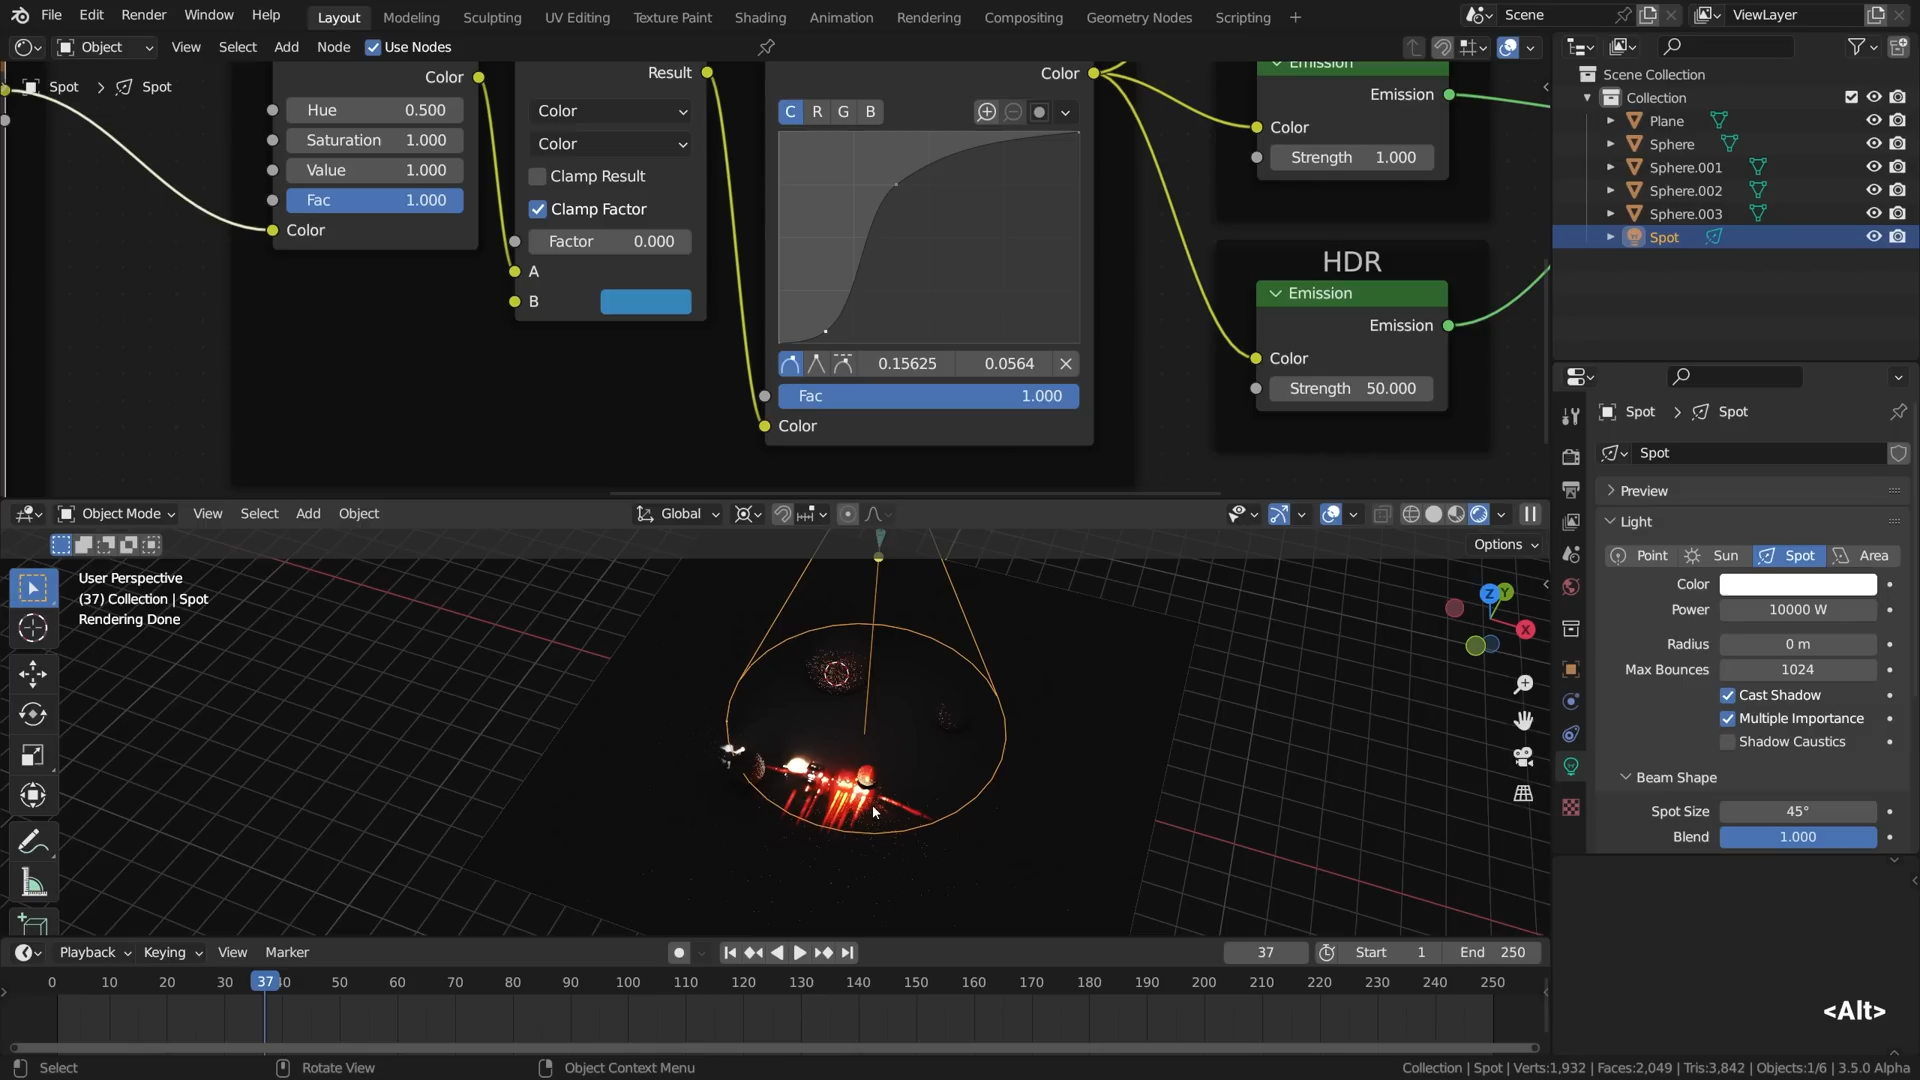 File Edit Render Window Help Layout Modeling Sculpting UV Editing Texture Paint Shading Animation Rendering Compositing Geometry Nodes Scripting + Scene ViewLayer
Object View Select Add Node Use Nodes
Spot > Spot
Color
Hue 0.500
Saturation 1.000
Value 1.000
Fac 1.000
Color
Result
Color
Color
Clamp Result
Clamp Factor
Factor 0.000
A
B
Color
C R G B
0.15625 0.0564
Fac 1.000
Color
Emission
Emission
Color
Strength 1.000
HDR
Emission
Emission
Color
Strength 50.000
Scene Collection
Collection
Plane
Sphere
Sphere.001
Sphere.002
Sphere.003
Spot
Spot > Spot
Spot
Preview
Light
Point Sun Spot Area
Color
Power 10000 W
Radius 0 m
Max Bounces 1024
Cast Shadow
Multiple Importance
Shadow Caustics
Beam Shape
Spot Size 45°
Blend 1.000
Object Mode View Select Add Object Global
Options
User Perspective
(37) Collection | Spot
Rendering Done
Z Y
X
Playback Keying View Marker 37 Start 1 End 250
0 10 20 30 37 40 50 60 70 80 90 100 110 120 130 140 150 160 170 180 190 200 210 220 230 240 250
<Alt>
Select Rotate View Object Context Menu Collection | Spot | Verts:1,932 | Faces:2,049 | Tris:3,842 | Objects:1/6 | 3.5.0 Alpha